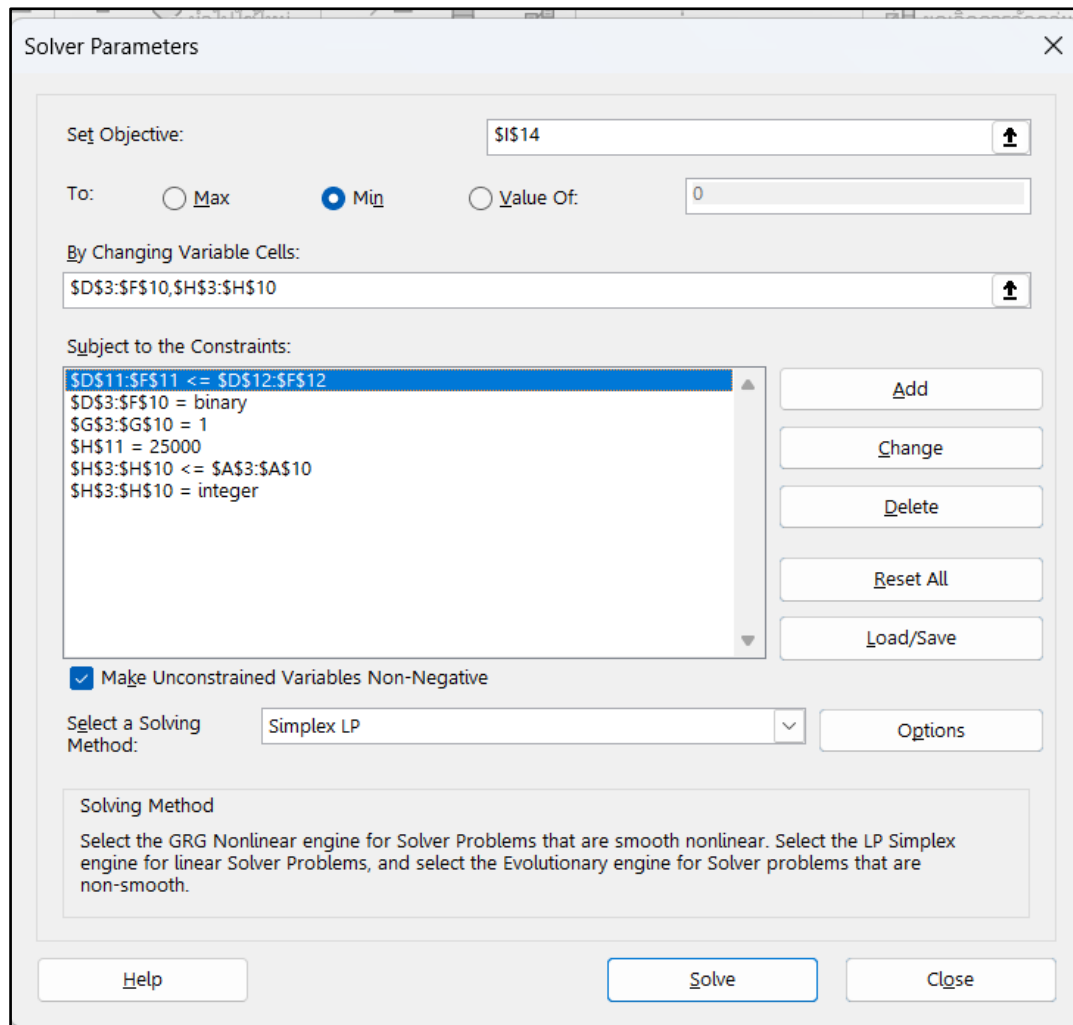 Solver Parameters
Set Objective:
$I$14
To:
Max
Min
Value Of:
0
By Changing Variable Cells:
$D$3:$F$10,$H$3:$H$10
Subject to the Constraints:
$D$11:$F$11 <= $D$12:$F$12
$D$3:$F$10 = binary
$G$3:$G$10 = 1
$H$11 = 25000
$H$3:$H$10 <= $A$3:$A$10
$H$3:$H$10 = integer
Add
Change
Delete
Reset All
Load/Save
Make Unconstrained Variables Non-Negative
Select a Solving
Method:
Simplex LP
Options
Solving Method
Select the GRG Nonlinear engine for Solver Problems that are smooth nonlinear. Select the LP Simplex
engine for linear Solver Problems, and select the Evolutionary engine for Solver problems that are
non-smooth.
Help
Solve
Close